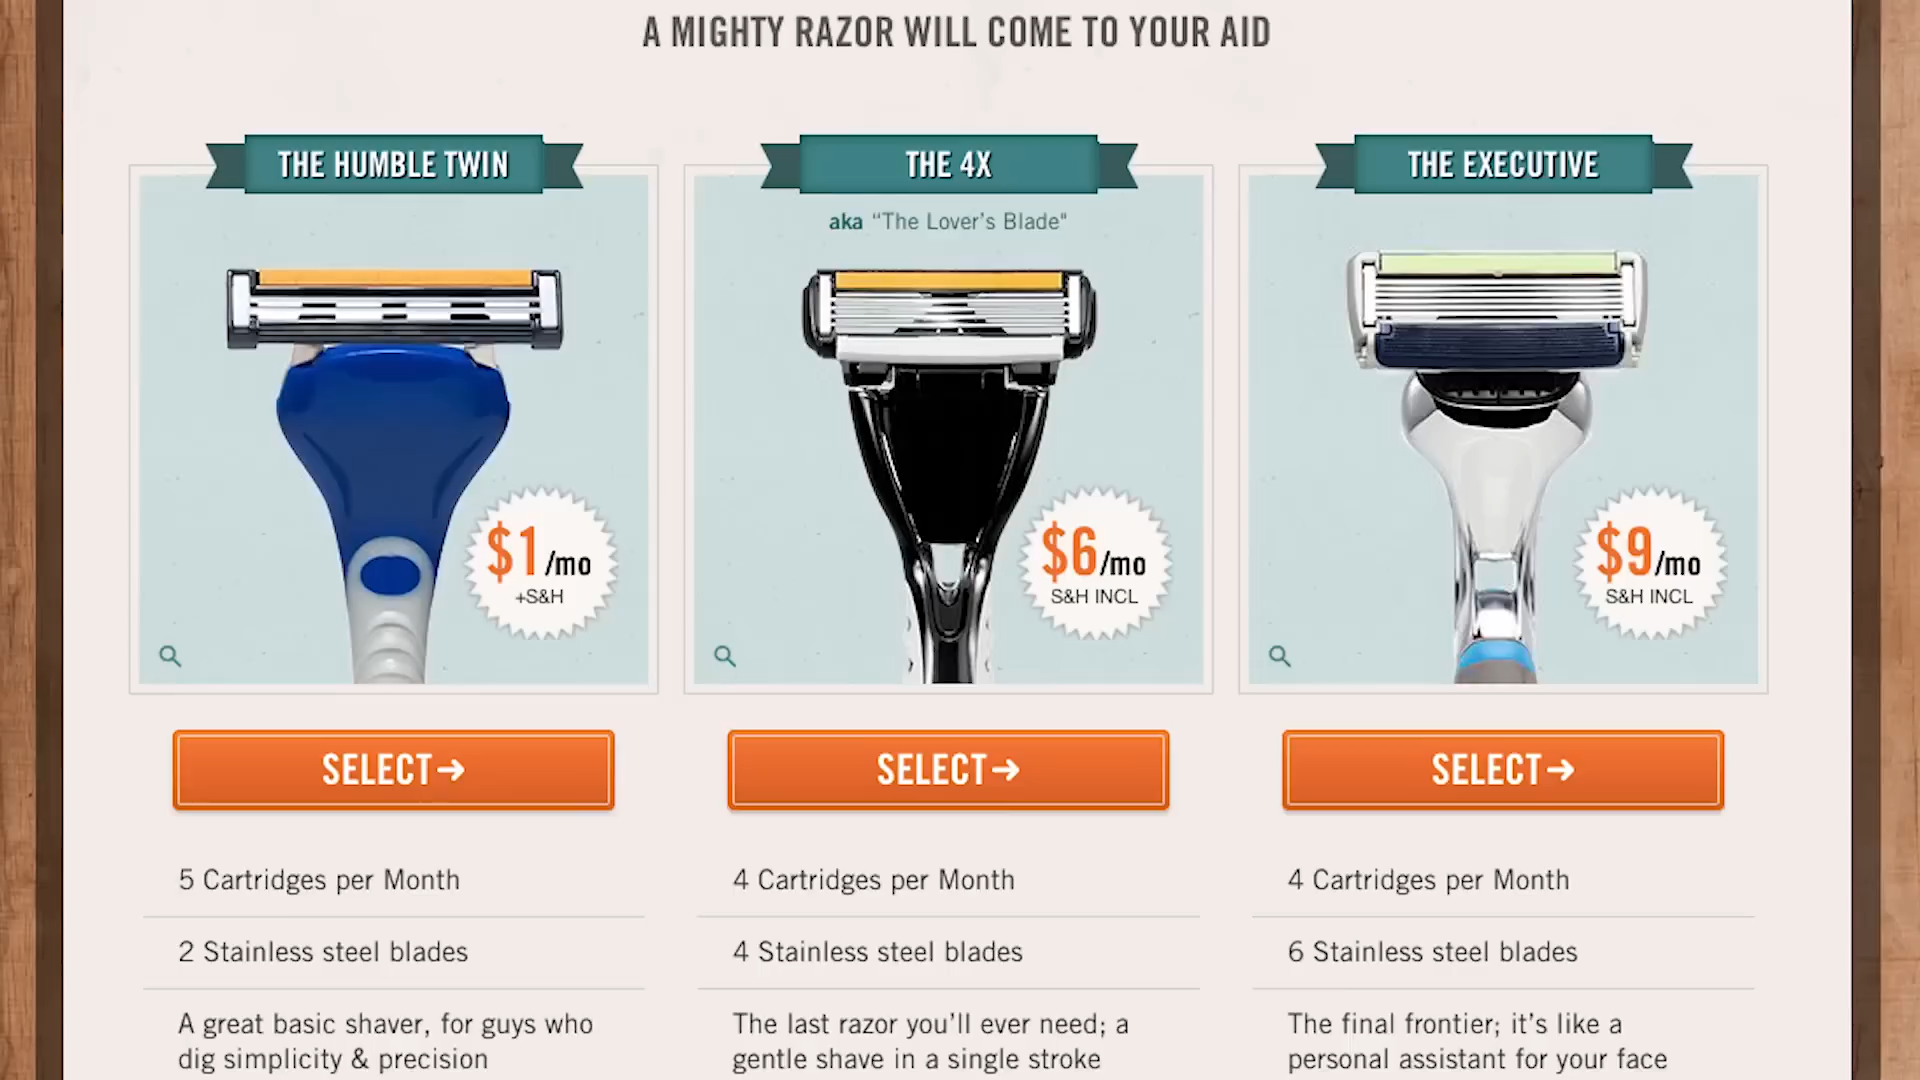 A MIGHTY RAZOR WILL COME TO YOUR AID
THE HUMBLE TWIN
$1/mo
+S&H
SELECT→
5 Cartridges per Month
2 Stainless steel blades
A great basic shaver, for guys who
dig simplicity & precision
THE 4X
aka "The Lover's Blade"
$6/mo
S&H INCL
SELECT→
4 Cartridges per Month
4 Stainless steel blades
The last razor you'll ever need; a
gentle shave in a single stroke
THE EXECUTIVE
$9/mo
S&H INCL
SELECT→
4 Cartridges per Month
6 Stainless steel blades
The final frontier; it's like a
personal assistant for your face